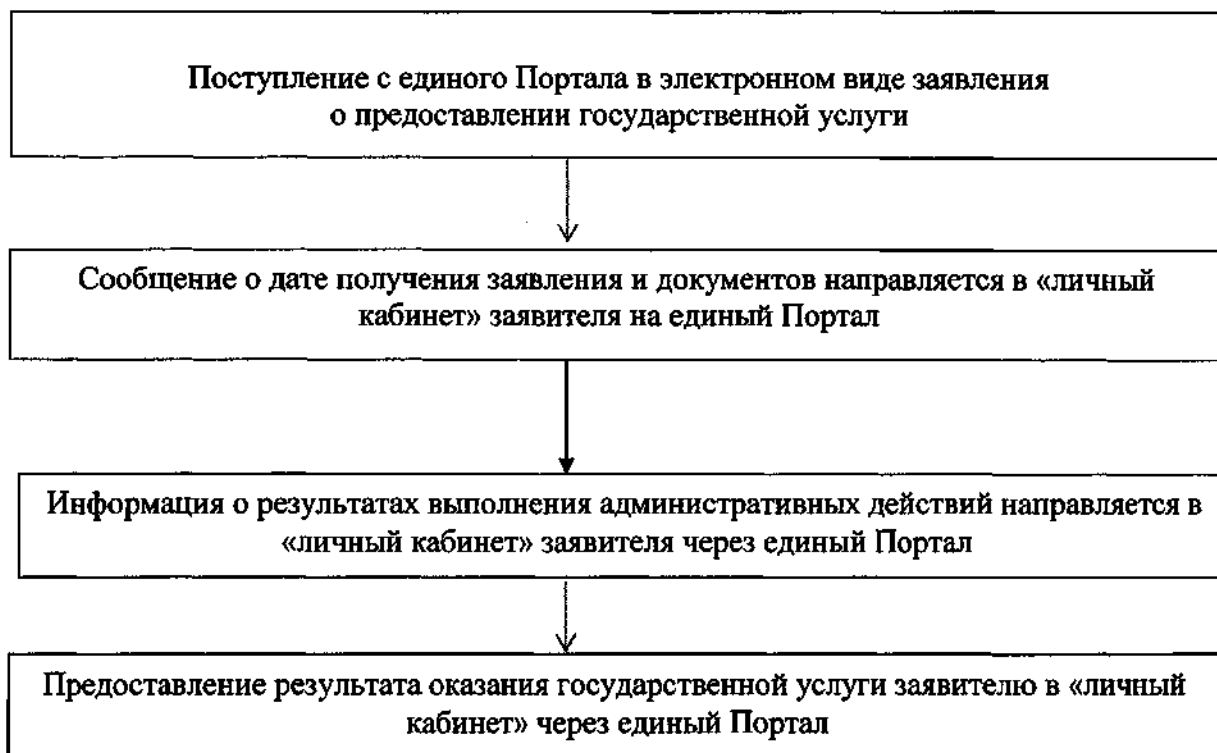 Поступление с единого Портала в электронном виде заявления
о предоставлении государственной услуги
Сообщение о дате получения заявления и документов направляется в «личный
кабинет» заявителя на единый Портал
Информация о результатах выполнения административных действий направляется в
«личный кабинет» заявителя через единый Портал
Предоставление результата оказания государственной услуги заявителю в «личный
кабинет» через единый Портал